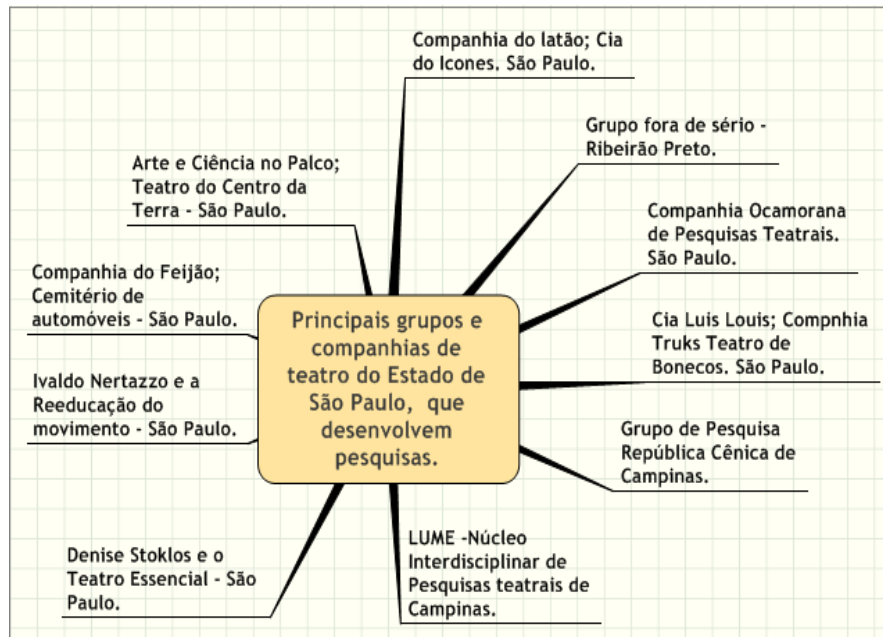 Companhia do latão; Cia
do Icones. São Paulo.
Grupo fora de sério -
Ribeirão Preto.
Arte e Ciência no Palco;
Teatro do Centro da
Terra - São Paulo.
Companhia Ocamorana
de Pesquisas Teatrais.
São Paulo.
Companhia do Feijão;
Cemitério de
automóveis - São Paulo.
Principais grupos e
companhias de
teatro do Estado de
São Paulo, que
desenvolvem
pesquisas.
Cia Luis Louis; Compnhia
Truks Teatro de
Bonecos. São Paulo.
Ivaldo Nertazzo e a
Reeducação do
movimento - São Paulo.
Grupo de Pesquisa
República Cênica de
Campinas.
Denise Stoklos e o
Teatro Essencial - São
Paulo.
LUME -Núcleo
Interdisciplinar de
Pesquisas teatrais de
Campinas.